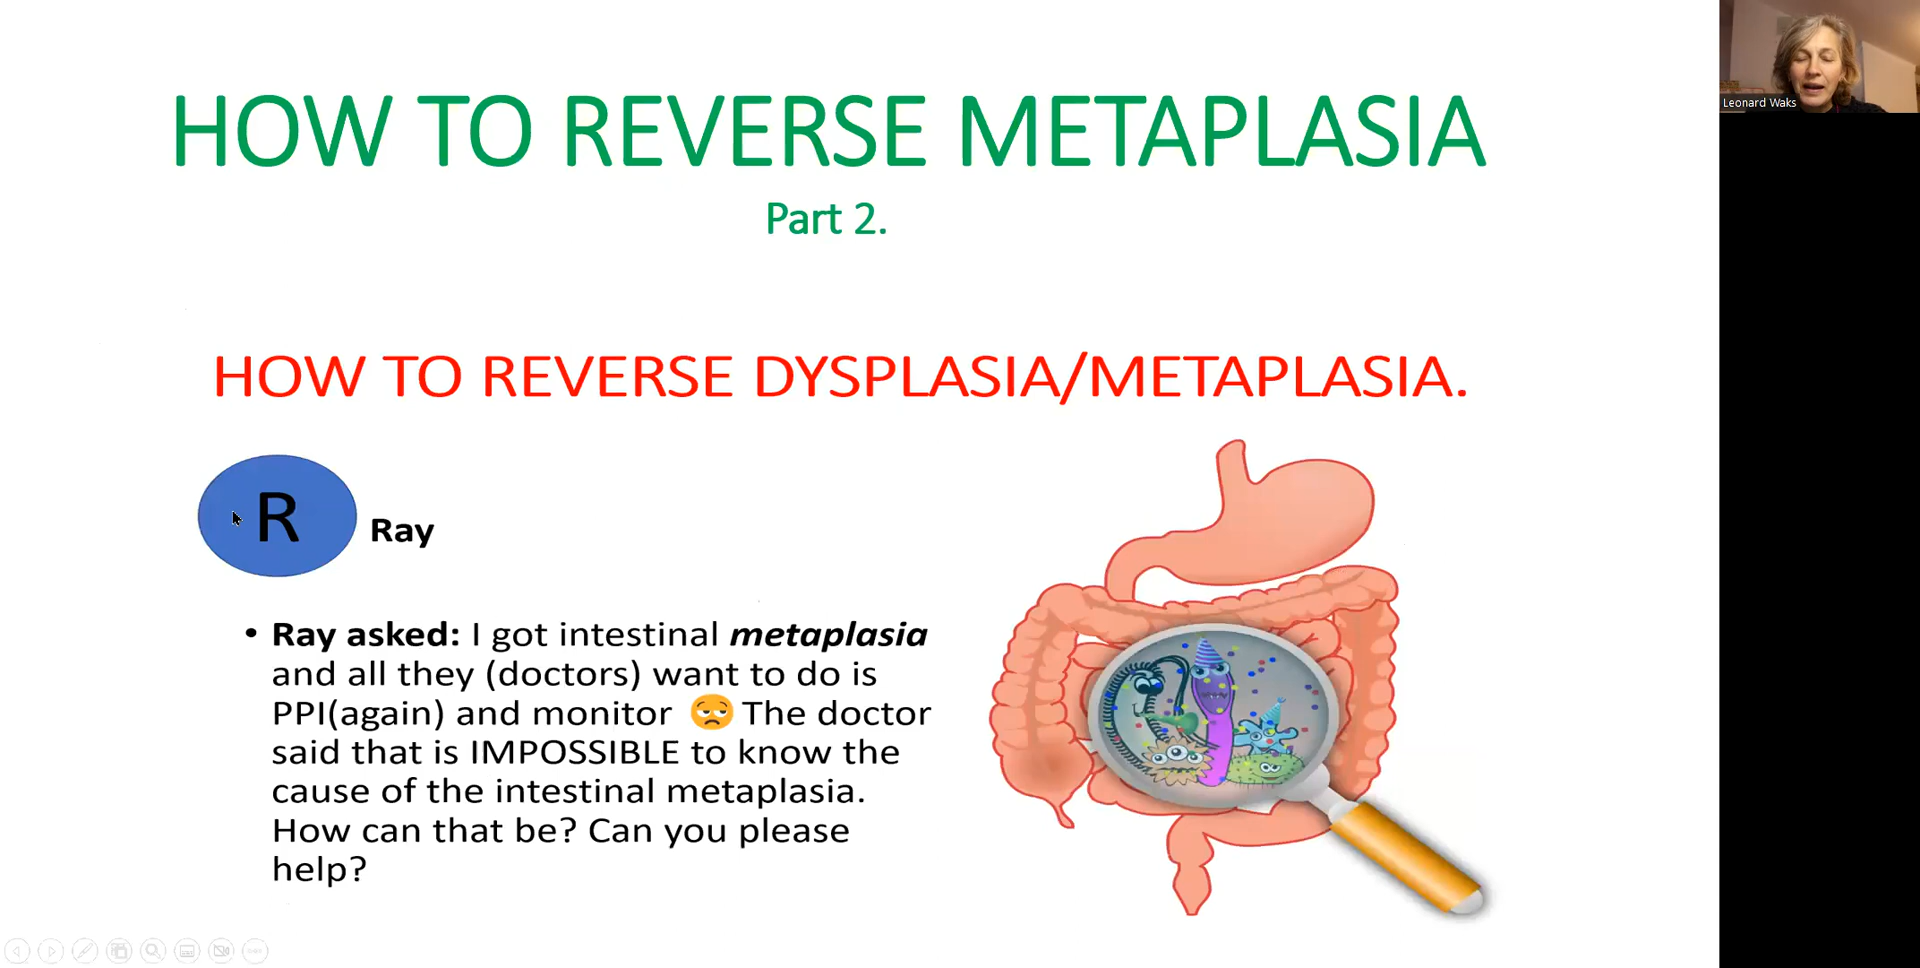 HOW TO REVERSE METAPLASIA
Leonard Waks
Part 2.
HOW TO REVERSE DYSPLASIA/METAPLASIA.
R
Ray
• Ray asked: I got intestinal metaplasia
and all they (doctors) want to do is
PPI(again) and monitor 😞 The doctor
said that is IMPOSSIBLE to know the
cause of the intestinal metaplasia.
How can that be? Can you please
help?